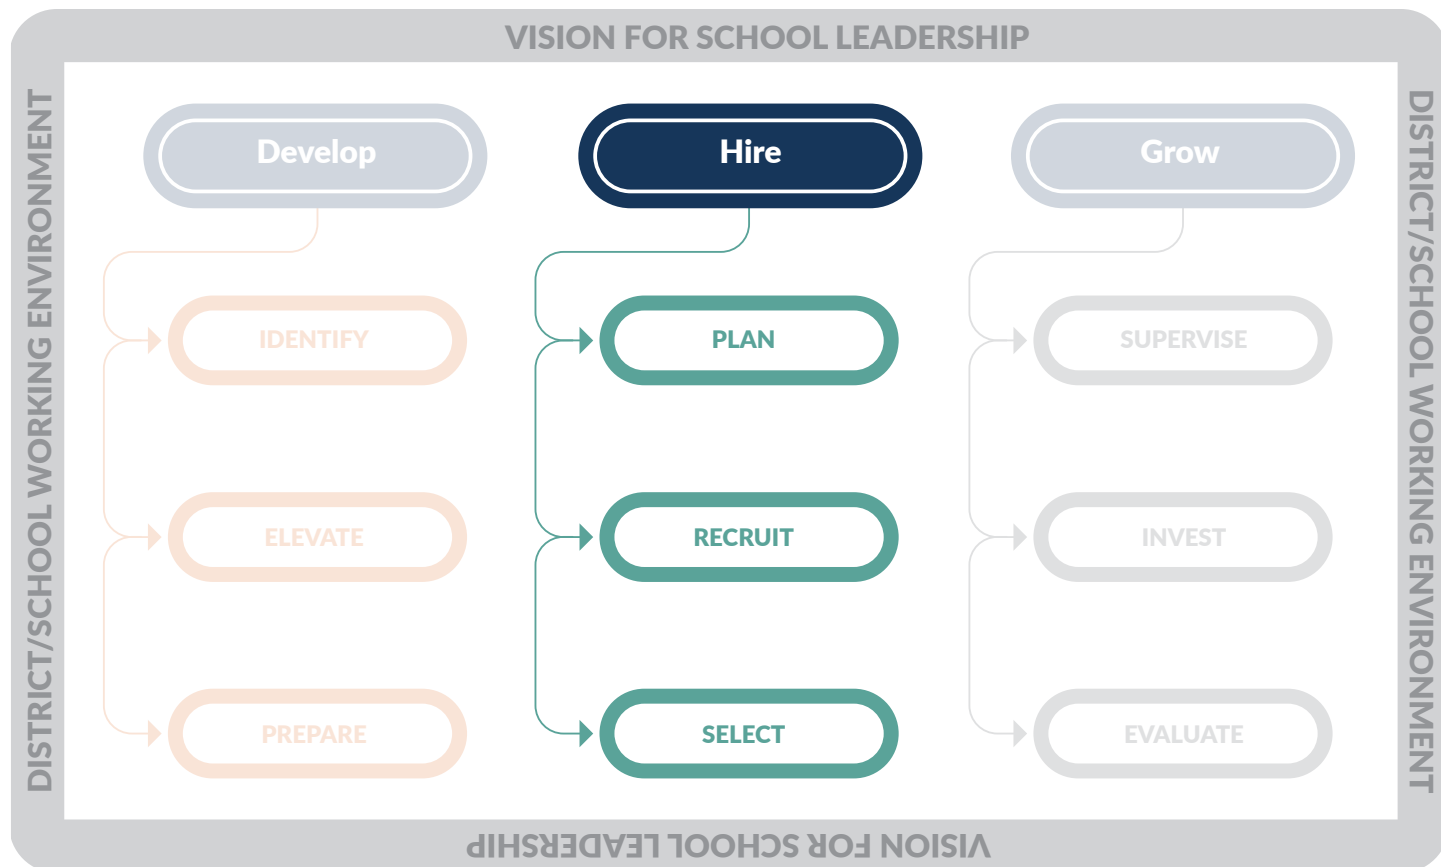 VISION FOR SCHOOL LEADERSHIP
DISTRICT/SCHOOL WORKING ENVIRONMENT
DISTRICT/SCHOOL WORKING ENVIRONMENT
Develop
Hire
Grow
IDENTIFY
PLAN
SUPERVISE
ELEVATE
RECRUIT
INVEST
PREPARE
SELECT
EVALUATE
VISION FOR SCHOOL LEADERSHIP